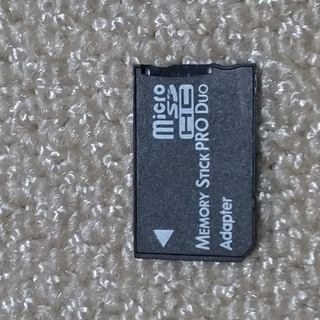 micro
SD
HC
MEMORY STICK PRO DUO
Adapter